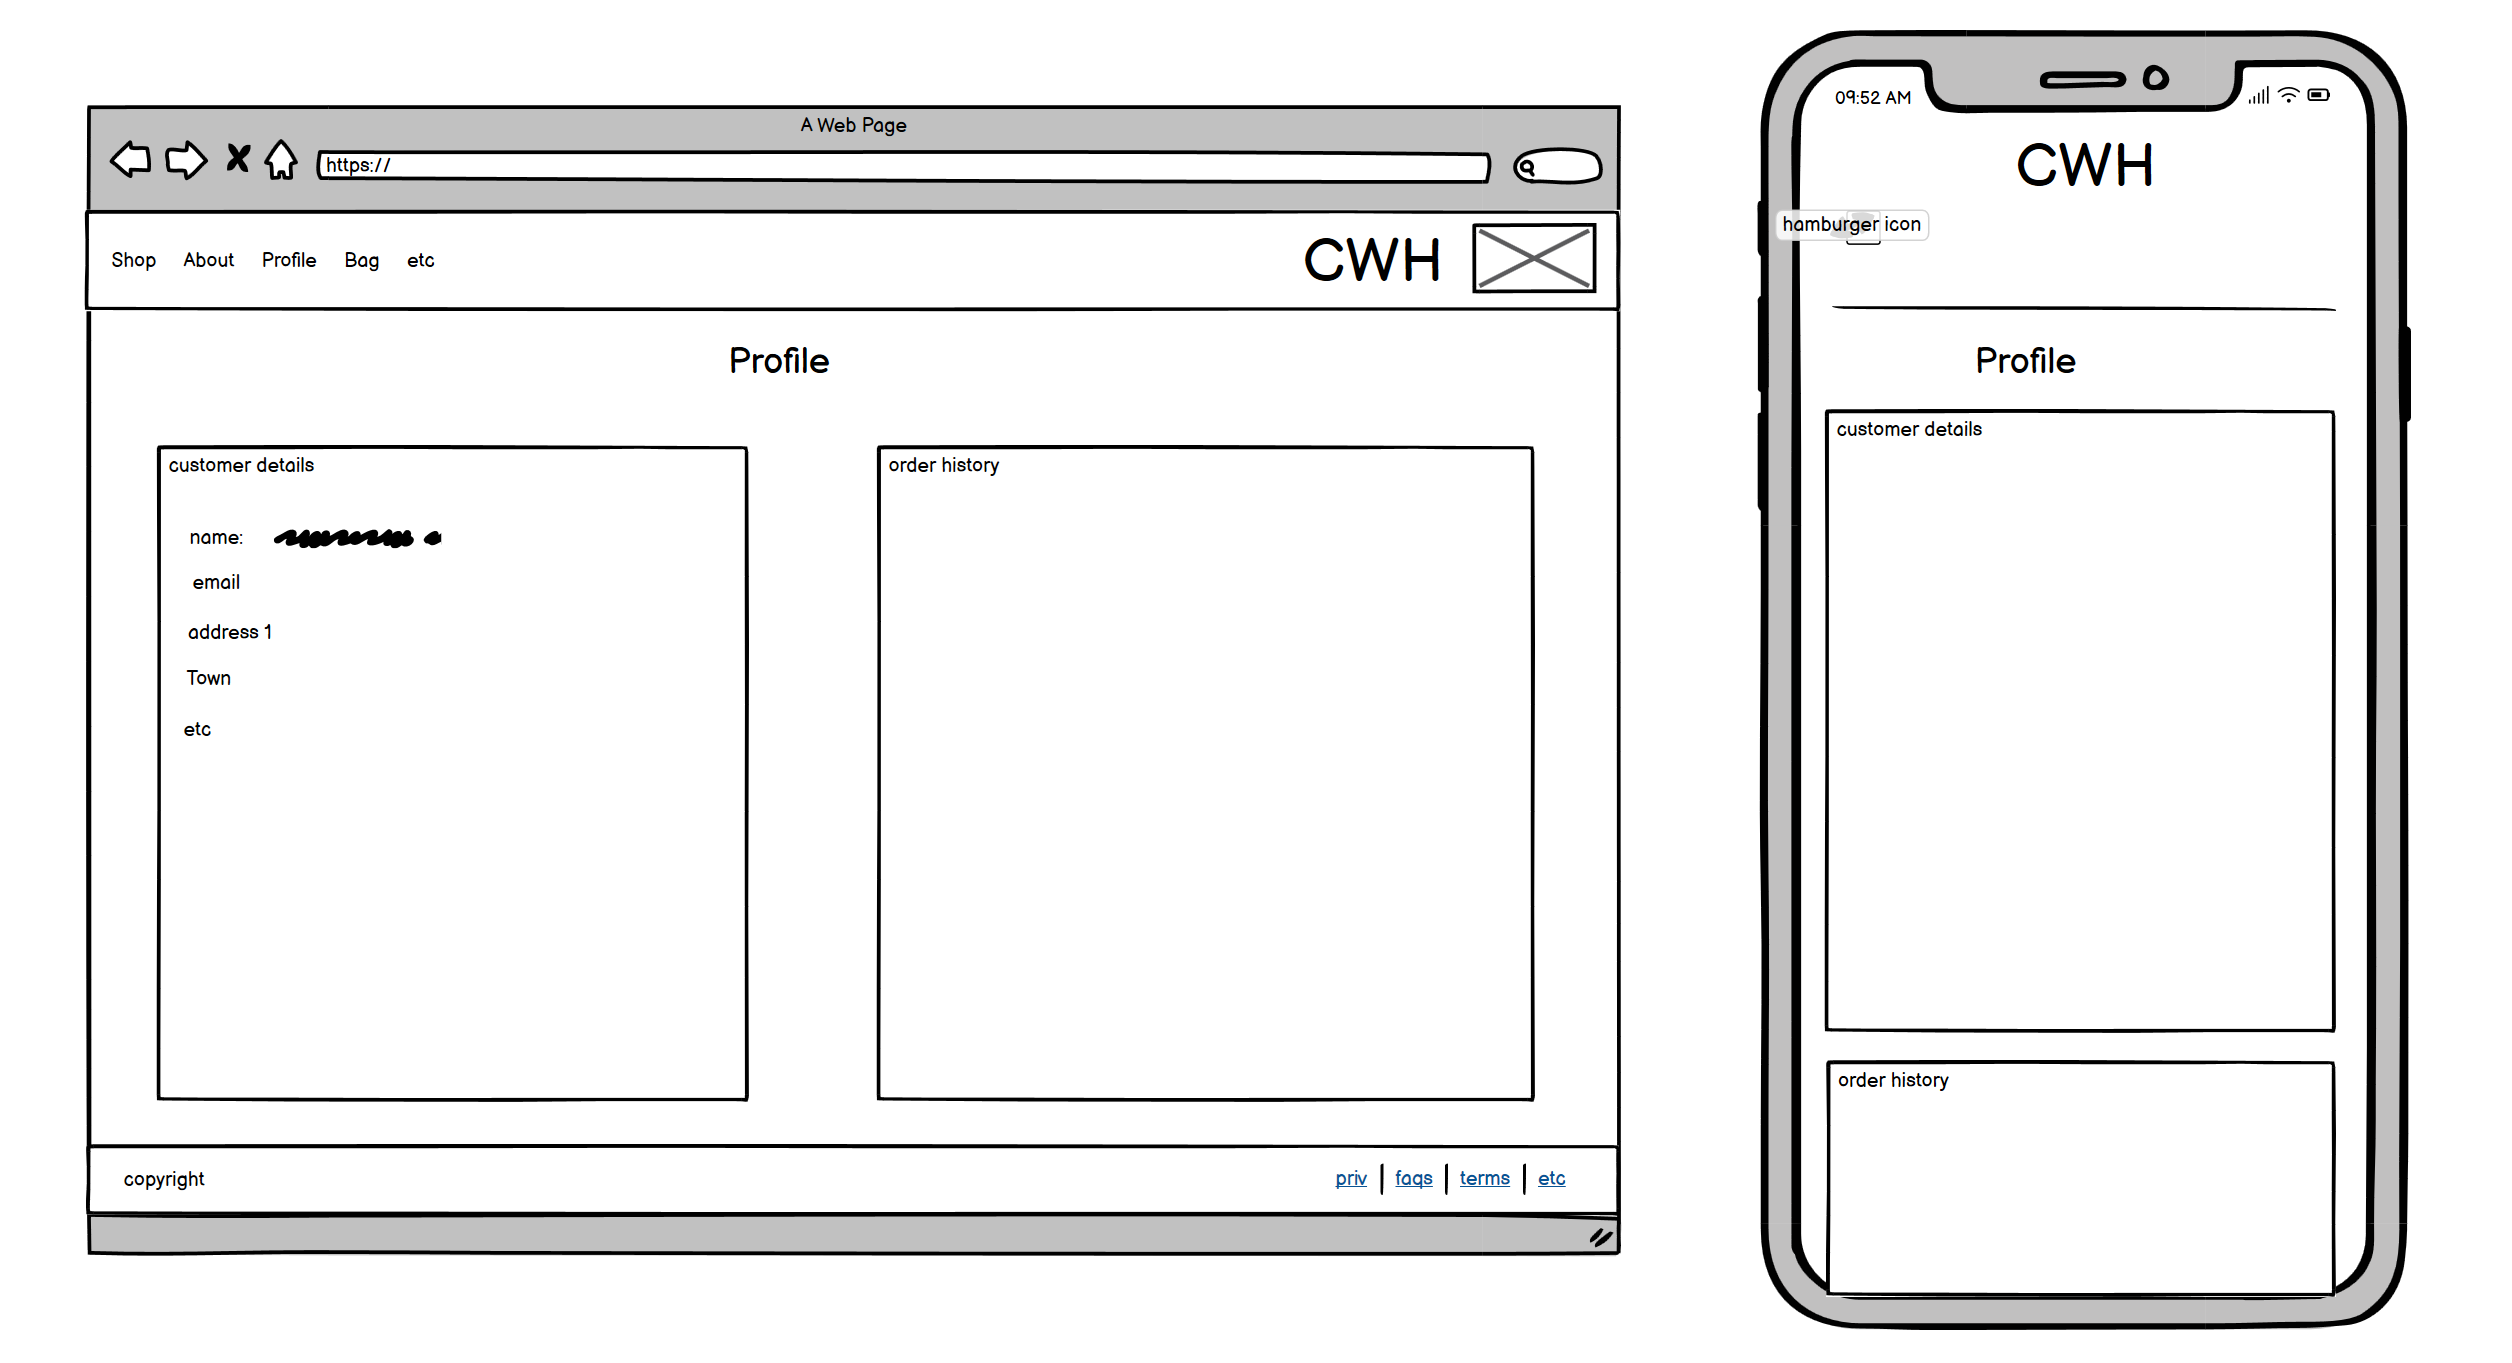 A Web Page
https://
Shop About Profile Bag etc
CWH
Profile
customer details
name:
email
address 1
Town
etc
order history
copyright
priv faqs terms etc
09:52 AM
CWH
hamburger icon
Profile
customer details
order history